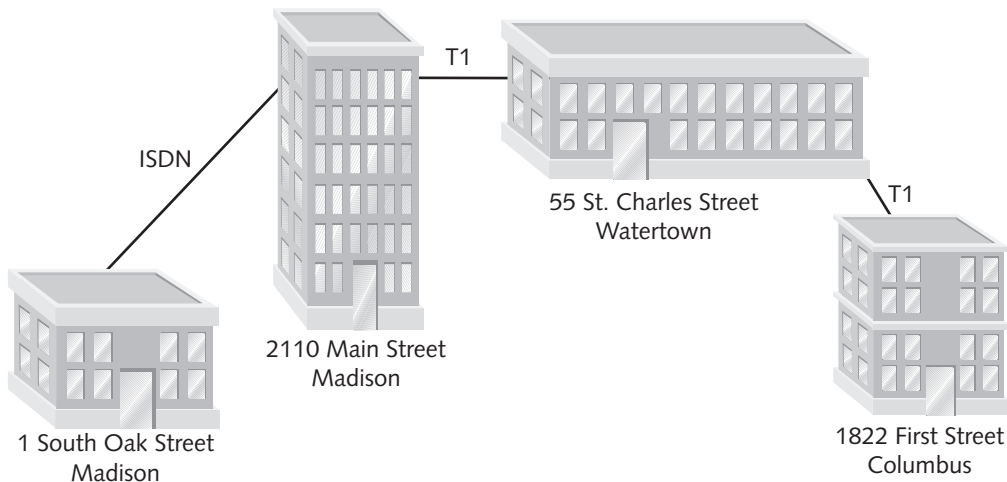 T1
ISDN
55 St. Charles Street
Watertown
T1
2110 Main Street
Madison
1 South Oak Street
Madison
1822 First Street
Columbus